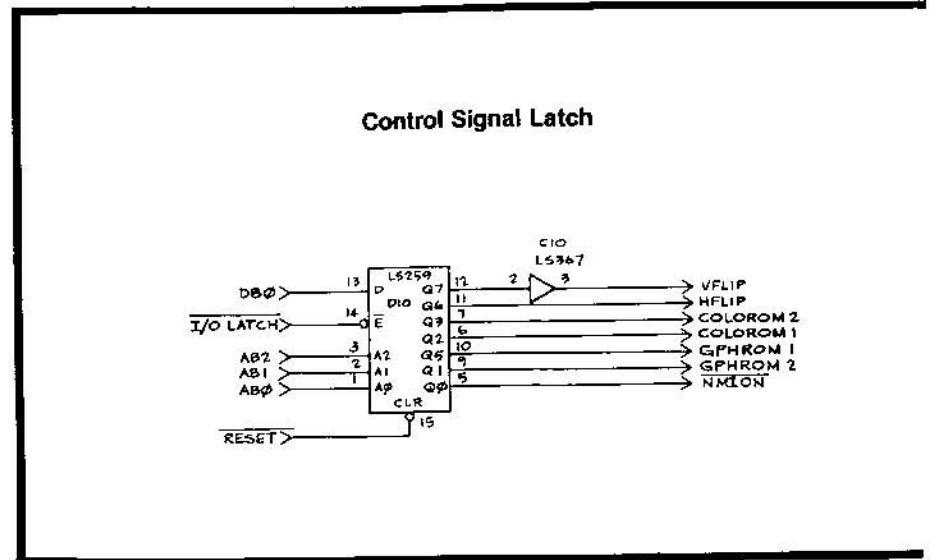 Control Signal Latch
C10
LS367
2 3
LS259
DBØ 13 D Q7 12 VFLIP
D10 Q6 11 HFLIP
I/O LATCH 14 E Q3 7 COLOROM 2
Q2 6 COLOROM 1
AB2 3 A2 Q5 10 GPHROM 1
AB1 2 A1 Q1 9 GPHROM 2
ABØ 1 AØ QØ 5 NMION
CLR
15
RESET